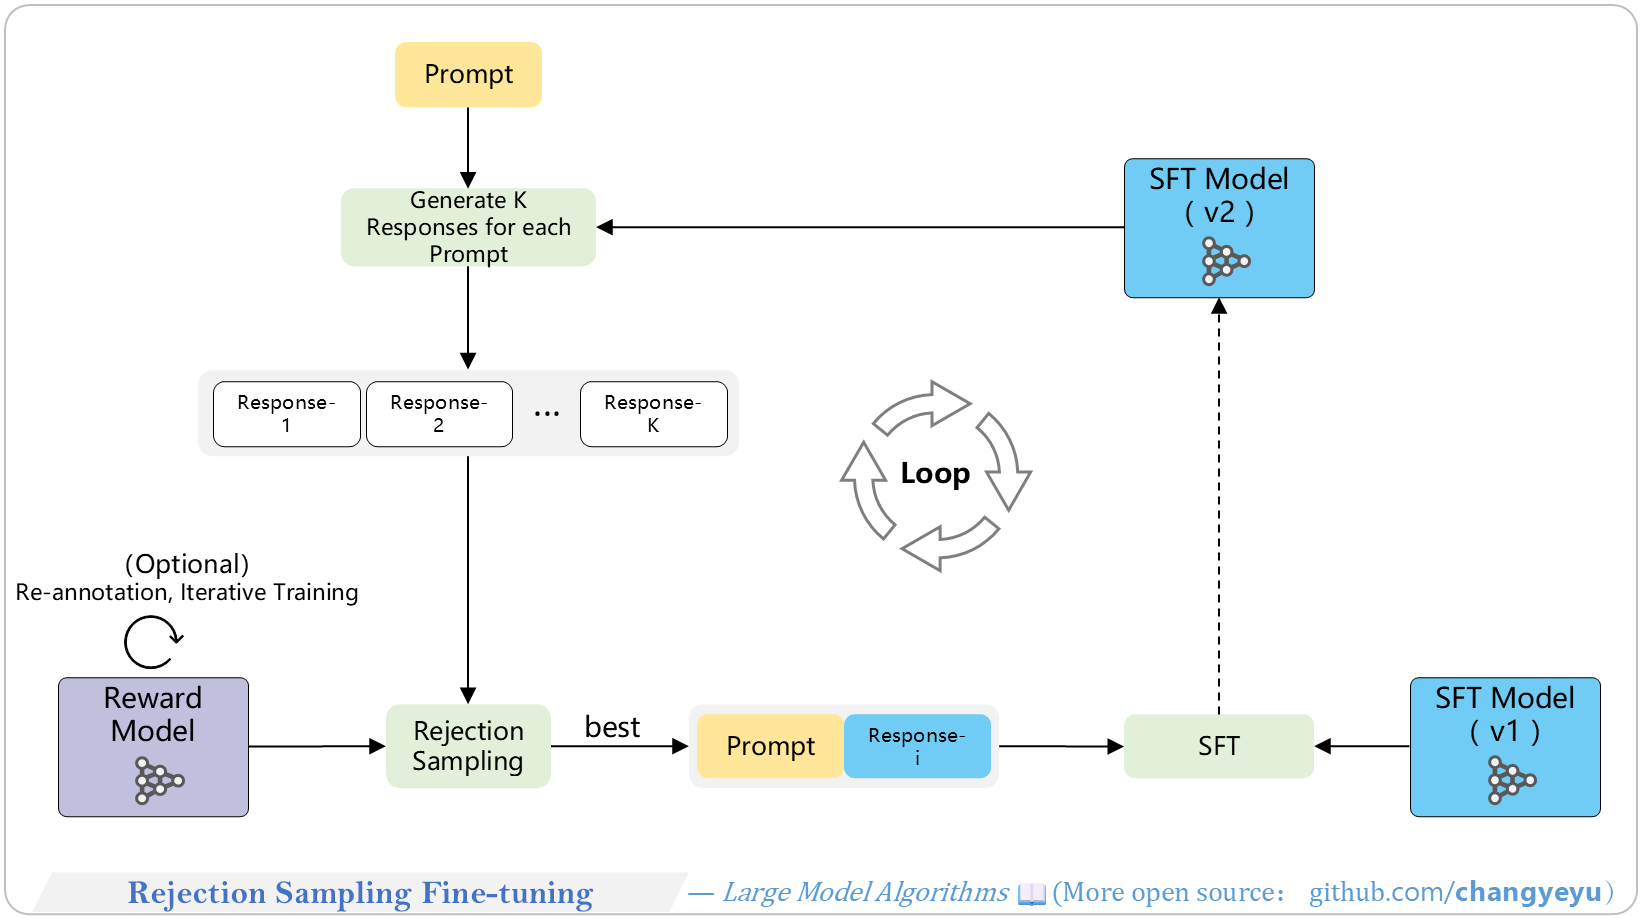 Prompt
Generate K
Responses for each
Prompt
SFT Model
( v2 )
Response-
1
Response-
2
...
Response-
K
Loop
(Optional)
Re-annotation, Iterative Training
Reward
Model
Rejection
Sampling
best
Prompt
Response-
i
SFT
SFT Model
( v1 )
Rejection Sampling Fine-tuning
— Large Model Algorithms 📖 (More open source： github.com/changyeyu)